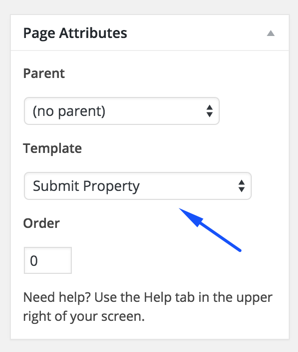 Page Attributes
Parent
(no parent)
Template
Submit Property
Order
0
Need help? Use the Help tab in the upper
right of your screen.